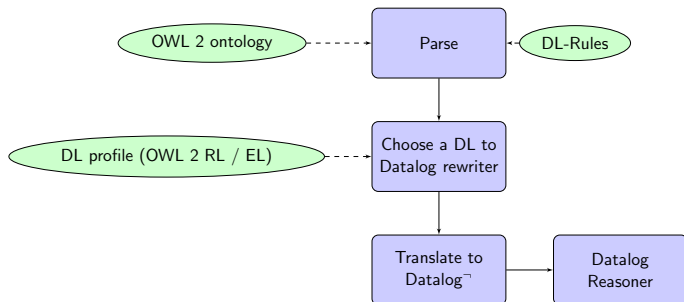 OWL 2 ontology
Parse
DL-Rules
DL profile (OWL 2 RL / EL)
Choose a DL to
Datalog rewriter
Translate to
Datalog¬
Datalog
Reasoner